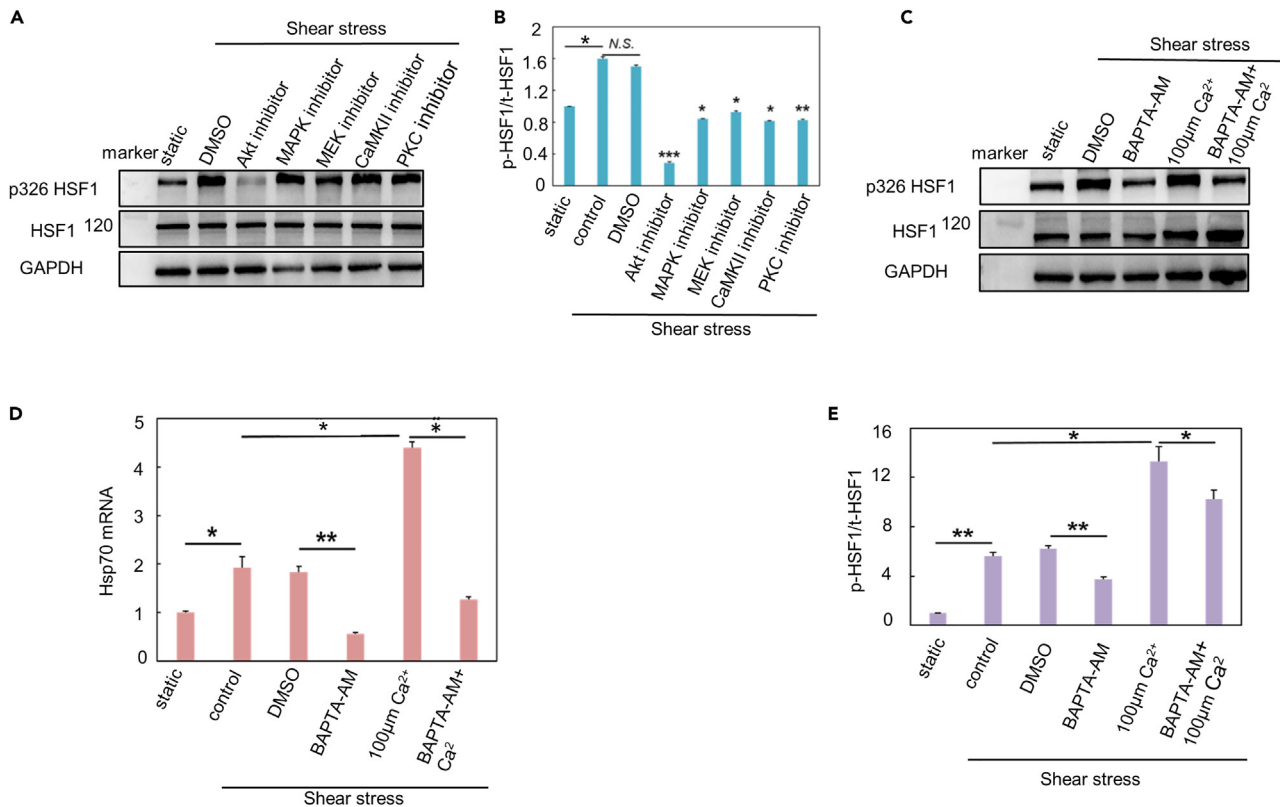 A
Shear stress
static
DMSO
Akt inhibitor
MAPK inhibitor
MEK inhibitor
CaMKII inhibitor
PKC inhibitor
marker
p326 HSF1
HSF1 120
GAPDH
B
p-HSF1/t-HSF1
2
1.6
1.2
0.8
0.4
0
*
N.S.
***
*
*
*
**
static
control
DMSO
Akt inhibitor
MAPK inhibitor
MEK inhibitor
CaMKII inhibitor
PKC inhibitor
Shear stress
C
Shear stress
marker
static
DMSO
BAPTA-AM
100μm Ca²⁺
BAPTA-AM+
100μm Ca²
p326 HSF1
HSF1 120
GAPDH
D
Hsp70 mRNA
5
4
3
2
1
0
*
**
*
*
static
control
DMSO
BAPTA-AM
100μm Ca²⁺
BAPTA-AM+
Ca²
Shear stress
E
p-HSF1/t-HSF1
16
12
8
4
0
**
**
*
*
static
control
DMSO
BAPTA-AM
100μm Ca²⁺
BAPTA-AM+
100μm Ca²
Shear stress